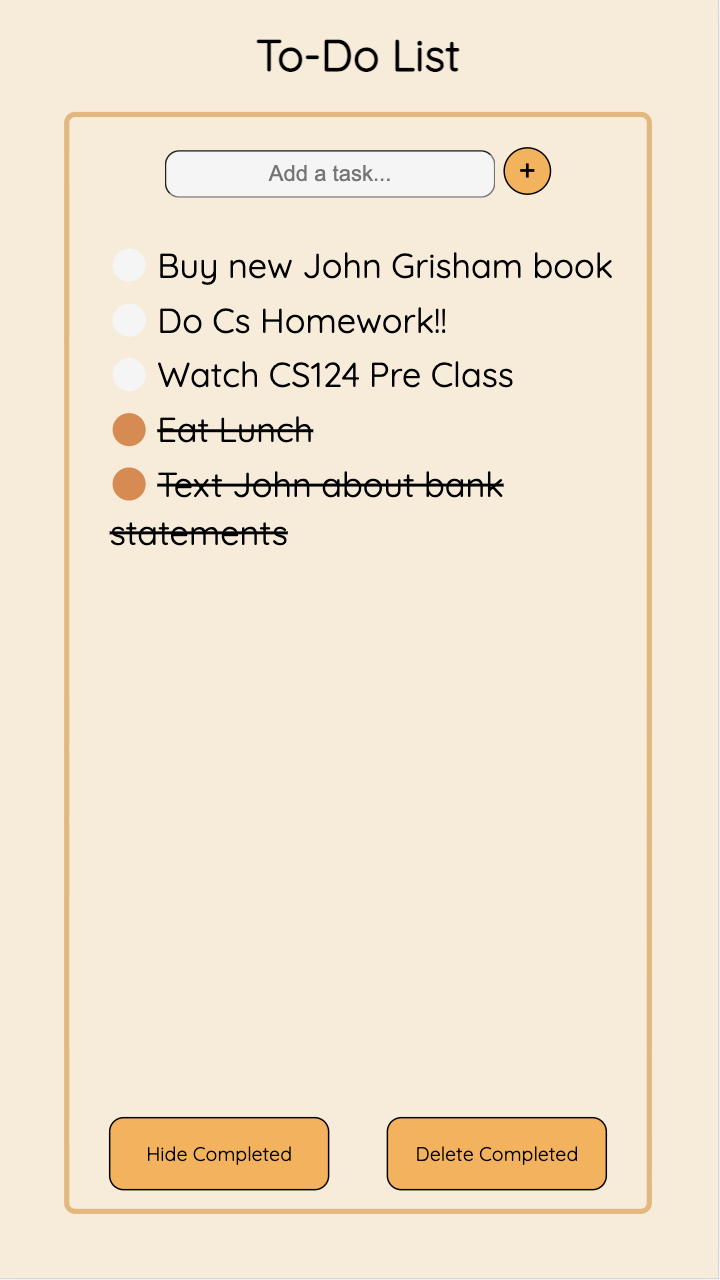 To-Do List
Add a task...
+
Buy new John Grisham book
Do Cs Homework!!
Watch CS124 Pre Class
Eat Lunch
Text John about bank
statements
Hide Completed
Delete Completed